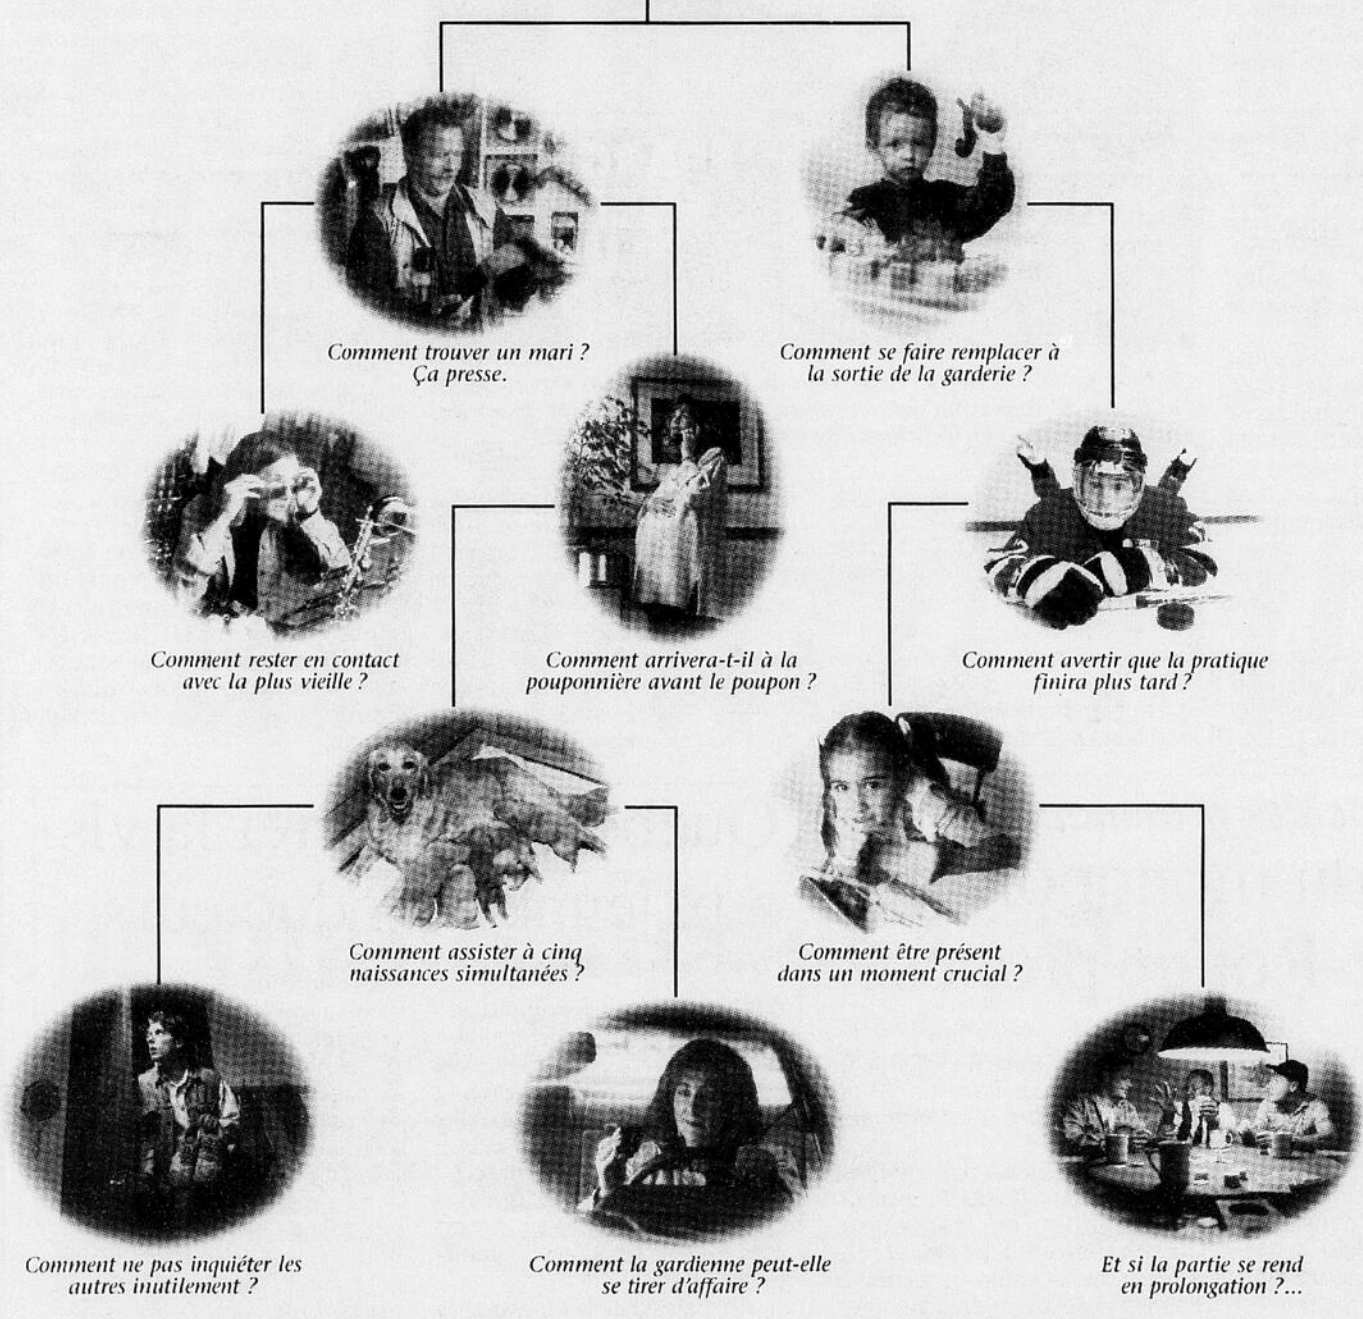 Comment trouver un mari ?
Ça presse.
Comment se faire remplacer à
la sortie de la garderie ?
Comment rester en contact
avec la plus vieille ?
Comment arrivera-t-il à la
pouponnière avant le poupon ?
Comment avertir que la pratique
finira plus tard ?
Comment assister à cinq
naissances simultanées ?
Comment être présent
dans un moment crucial ?
Comment ne pas inquiéter les
autres inutilement ?
Comment la gardienne peut-elle
se tirer d'affaire ?
Et si la partie se rend
en prolongation ?...